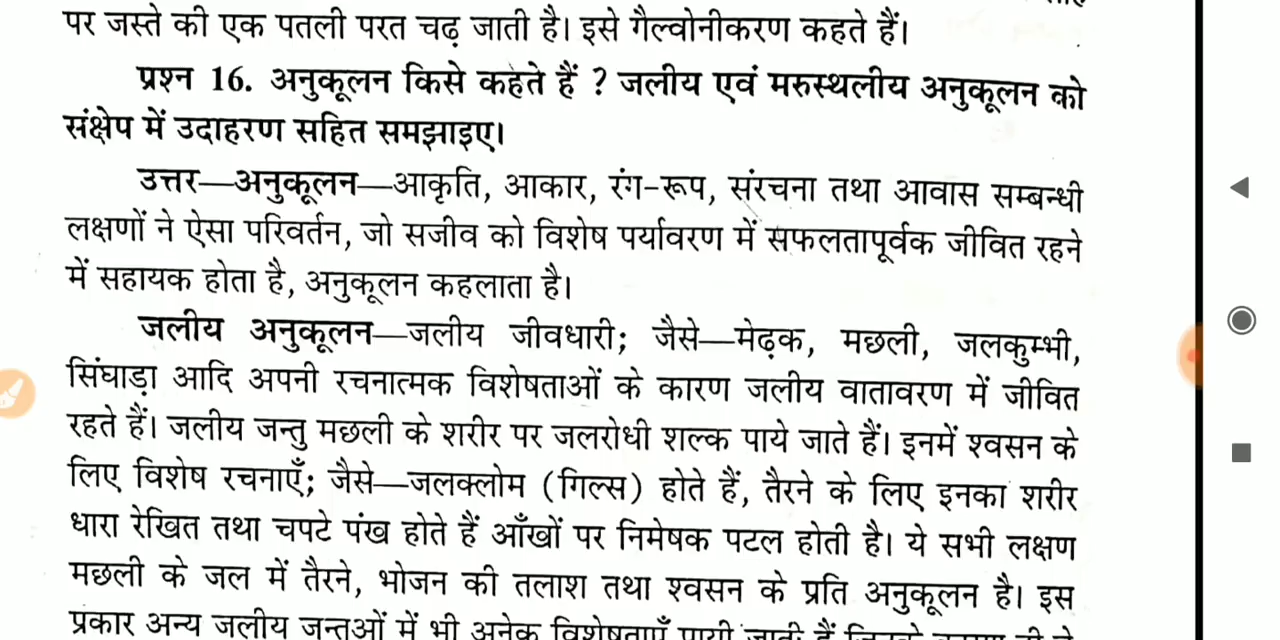 पर जस्ते की एक पतली परत चढ़ जाती है। इसे गैल्वोनीकरण कहते हैं।
प्रश्न 16. अनुकूलन किसे कहते हैं ? जलीय एवं मरुस्थलीय अनुकूलन को
संक्षेप में उदाहरण सहित समझाइए।
उत्तर—अनुकूलन—आकृति, आकार, रंग-रूप, संरचना तथा आवास सम्बन्धी
लक्षणों ने ऐसा परिवर्तन, जो सजीव को विशेष पर्यावरण में सफलतापूर्वक जीवित रहने
में सहायक होता है, अनुकूलन कहलाता है।
जलीय अनुकूलन—जलीय जीवधारी; जैसे—मेढ़क, मछली, जलकुम्भी,
सिंघाड़ा आदि अपनी रचनात्मक विशेषताओं के कारण जलीय वातावरण में जीवित
रहते हैं। जलीय जन्तु मछली के शरीर पर जलरोधी शल्क पाये जाते हैं। इनमें श्वसन के
लिए विशेष रचनाएँ; जैसे—जलक्लोम (गिल्स) होते हैं, तैरने के लिए इनका शरीर
धारा रेखित तथा चपटे पंख होते हैं आँखों पर निमेषक पटल होती है। ये सभी लक्षण
मछली के जल में तैरने, भोजन की तलाश तथा श्वसन के प्रति अनुकूलन है। इस
प्रकार अन्य जलीय जन्तुओं में भी अनेक विशेषताएँ पायी जाती हैं